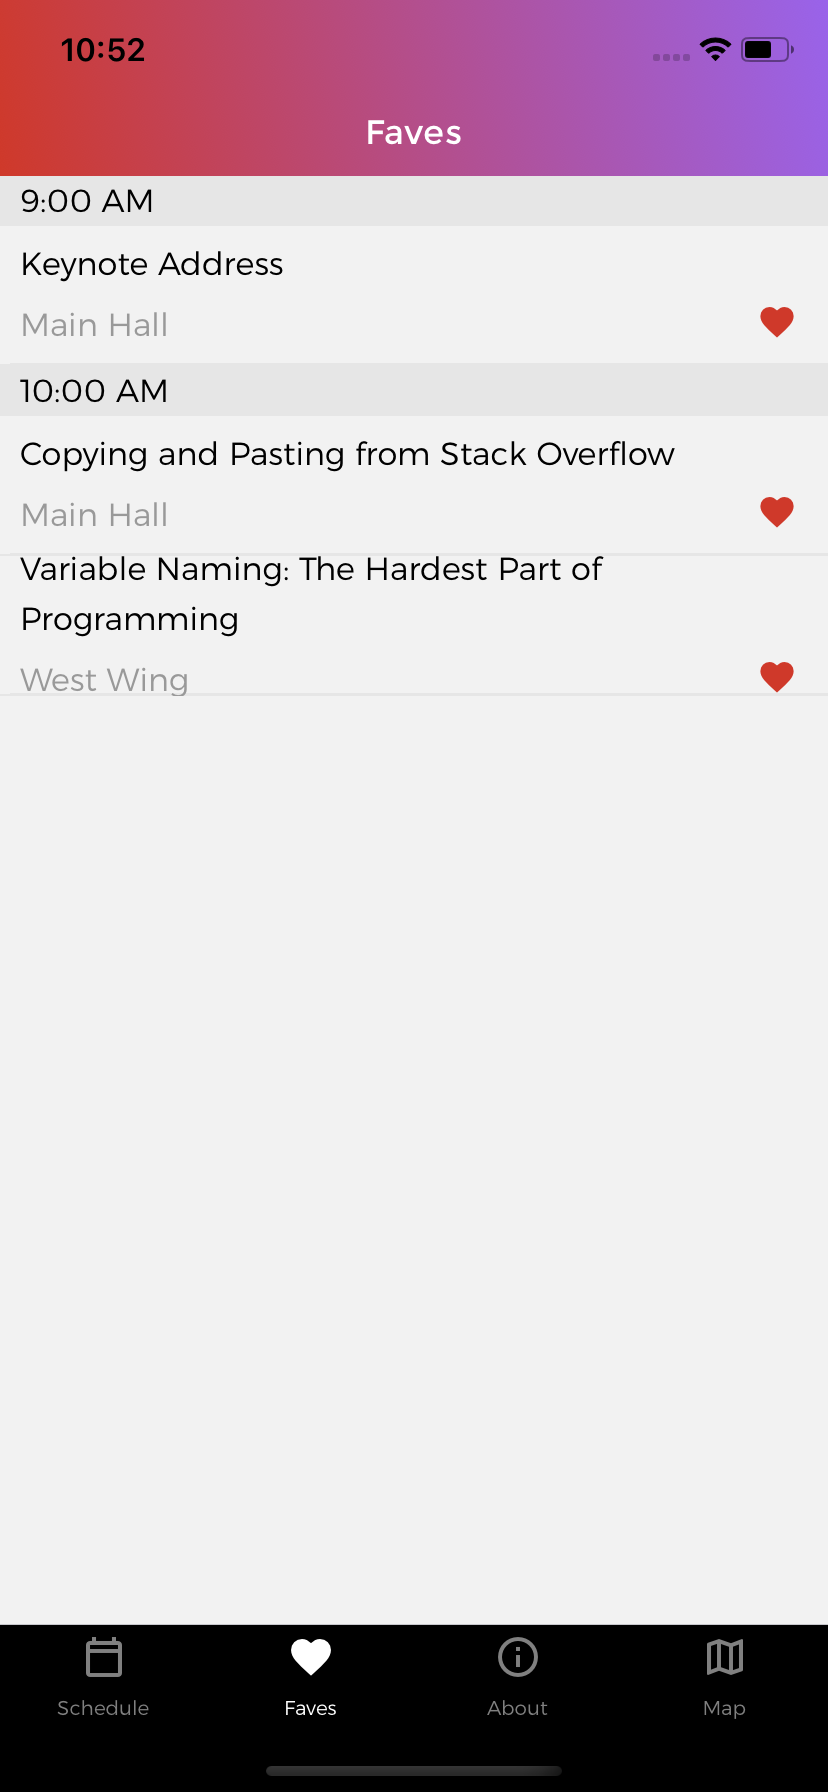 10:52
Faves
9:00 AM
Keynote Address
Main Hall
10:00 AM
Copying and Pasting from Stack Overflow
Main Hall
Variable Naming: The Hardest Part of
Programming
West Wing
Schedule
Faves
About
Map